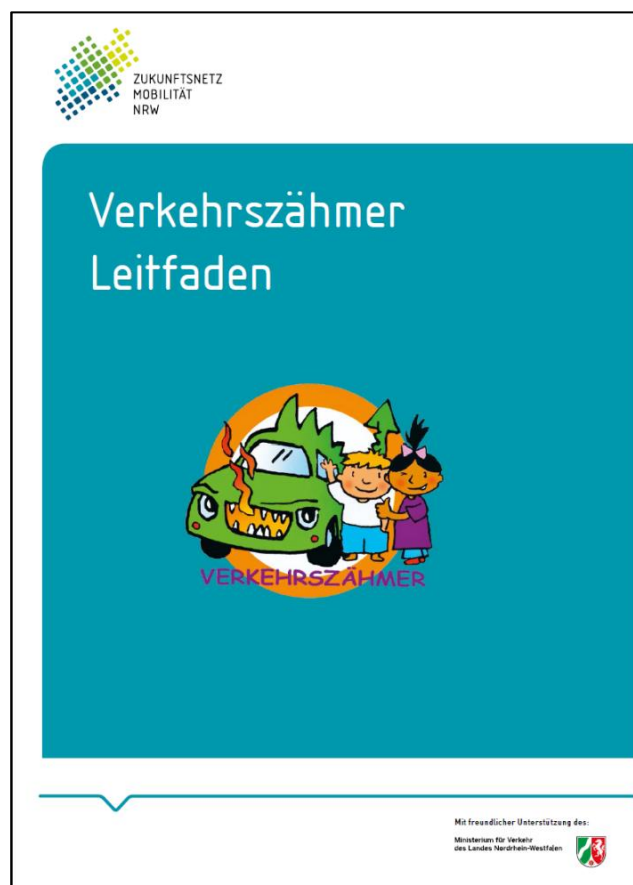 ZUKUNFTSNETZ
MOBILITÄT
NRW
Verkehrszähmer
Leitfaden
VERKEHRSZÄHMER
Mit freundlicher Unterstützung des:
Ministerium für Verkehr
des Landes Nordrhein-Westfalen